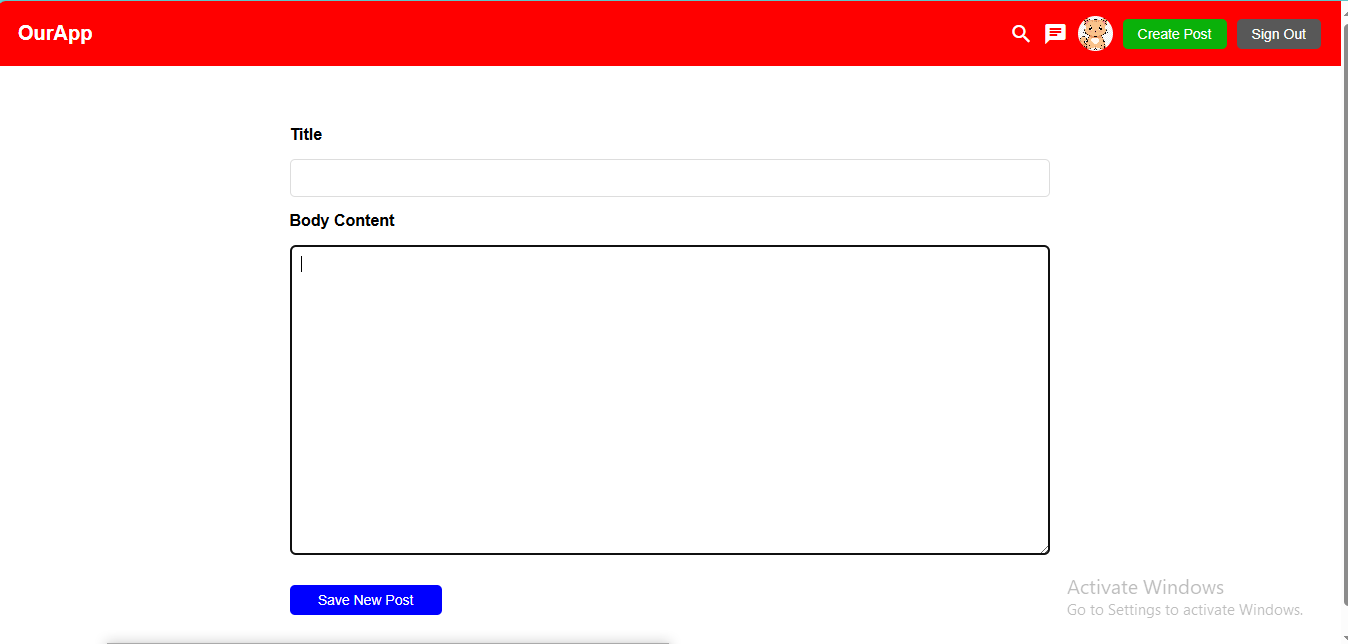 OurApp
Create Post
Sign Out
Title
Body Content
Save New Post
Activate Windows
Go to Settings to activate Windows.